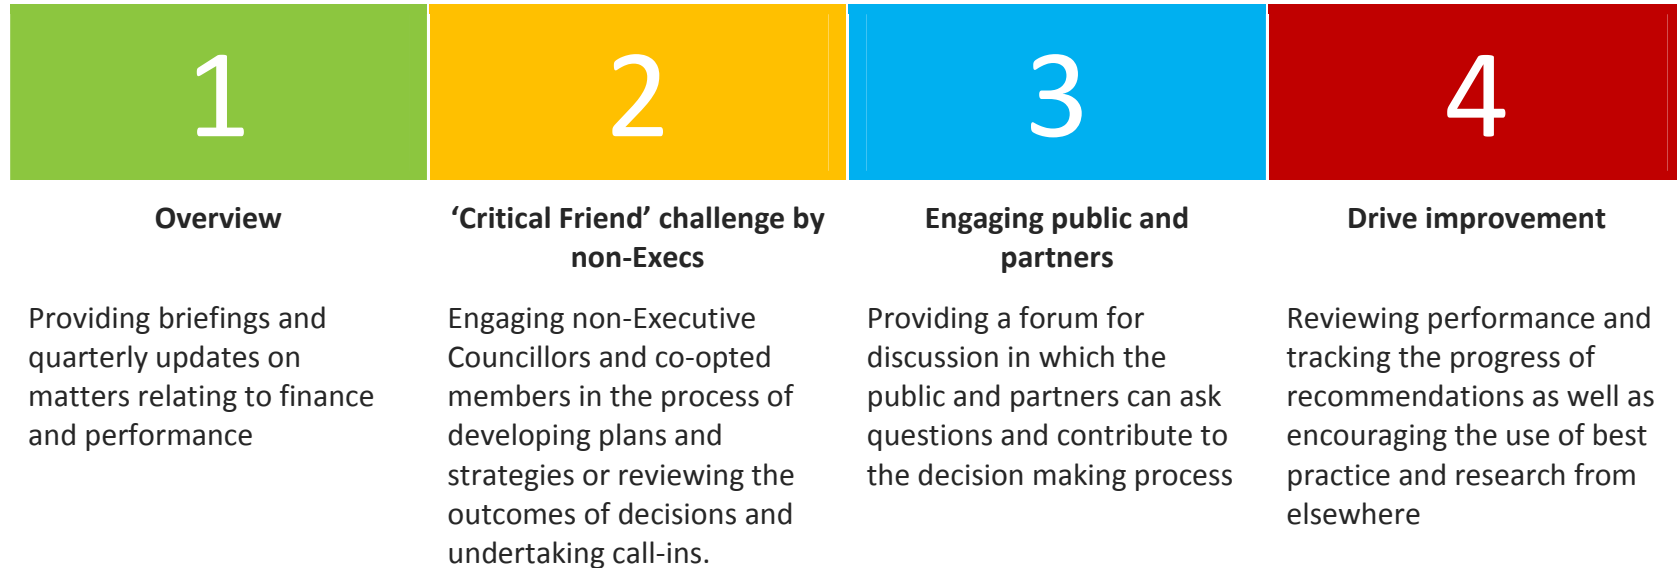 1
2
3
4
Overview
‘Critical Friend’ challenge by
non-Execs
Engaging public and
partners
Drive improvement
Providing briefings and
quarterly updates on
matters relating to finance
and performance
Engaging non-Executive
Councillors and co-opted
members in the process of
developing plans and
strategies or reviewing the
outcomes of decisions and
undertaking call-ins.
Providing a forum for
discussion in which the
public and partners can ask
questions and contribute to
the decision making process
Reviewing performance and
tracking the progress of
recommendations as well as
encouraging the use of best
practice and research from
elsewhere